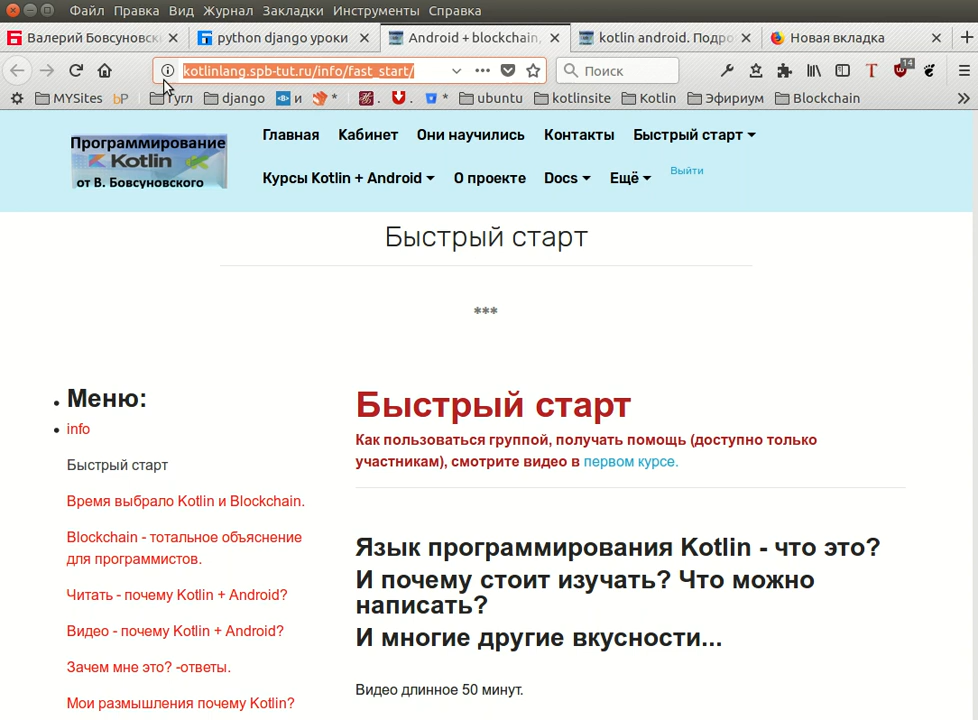 Файл Правка Вид Журнал Закладки Инструменты Справка
Валерий Бовсуновск
python django уроки
Android + blockchain,
kotlin android. Подро
Новая вкладка
kotlinlang.spb-tut.ru/info/fast_start/
Поиск
14
MYSites
bP
Гугл
django
и
*
.
.
*
ubuntu
kotlinsite
Kotlin
Эфириум
Blockchain
Программирование
Kotlin
от В. Бовсуновского
Главная Кабинет Они научились Контакты Быстрый старт
Курсы Kotlin + Android О проекте Docs Ещё Выйти
Быстрый старт
***
Меню:
info
Быстрый старт
Время выбрало Kotlin и Blockchain.
Blockchain - тотальное объяснение
для программистов.
Читать - почему Kotlin + Android?
Видео - почему Kotlin + Android?
Зачем мне это? -ответы.
Мои размышления почему Kotlin?
Быстрый старт
Как пользоваться группой, получать помощь (доступно только
участникам), смотрите видео в первом курсе.
Язык программирования Kotlin - что это?
И почему стоит изучать? Что можно
написать?
И многие другие вкусности...
Видео длинное 50 минут.